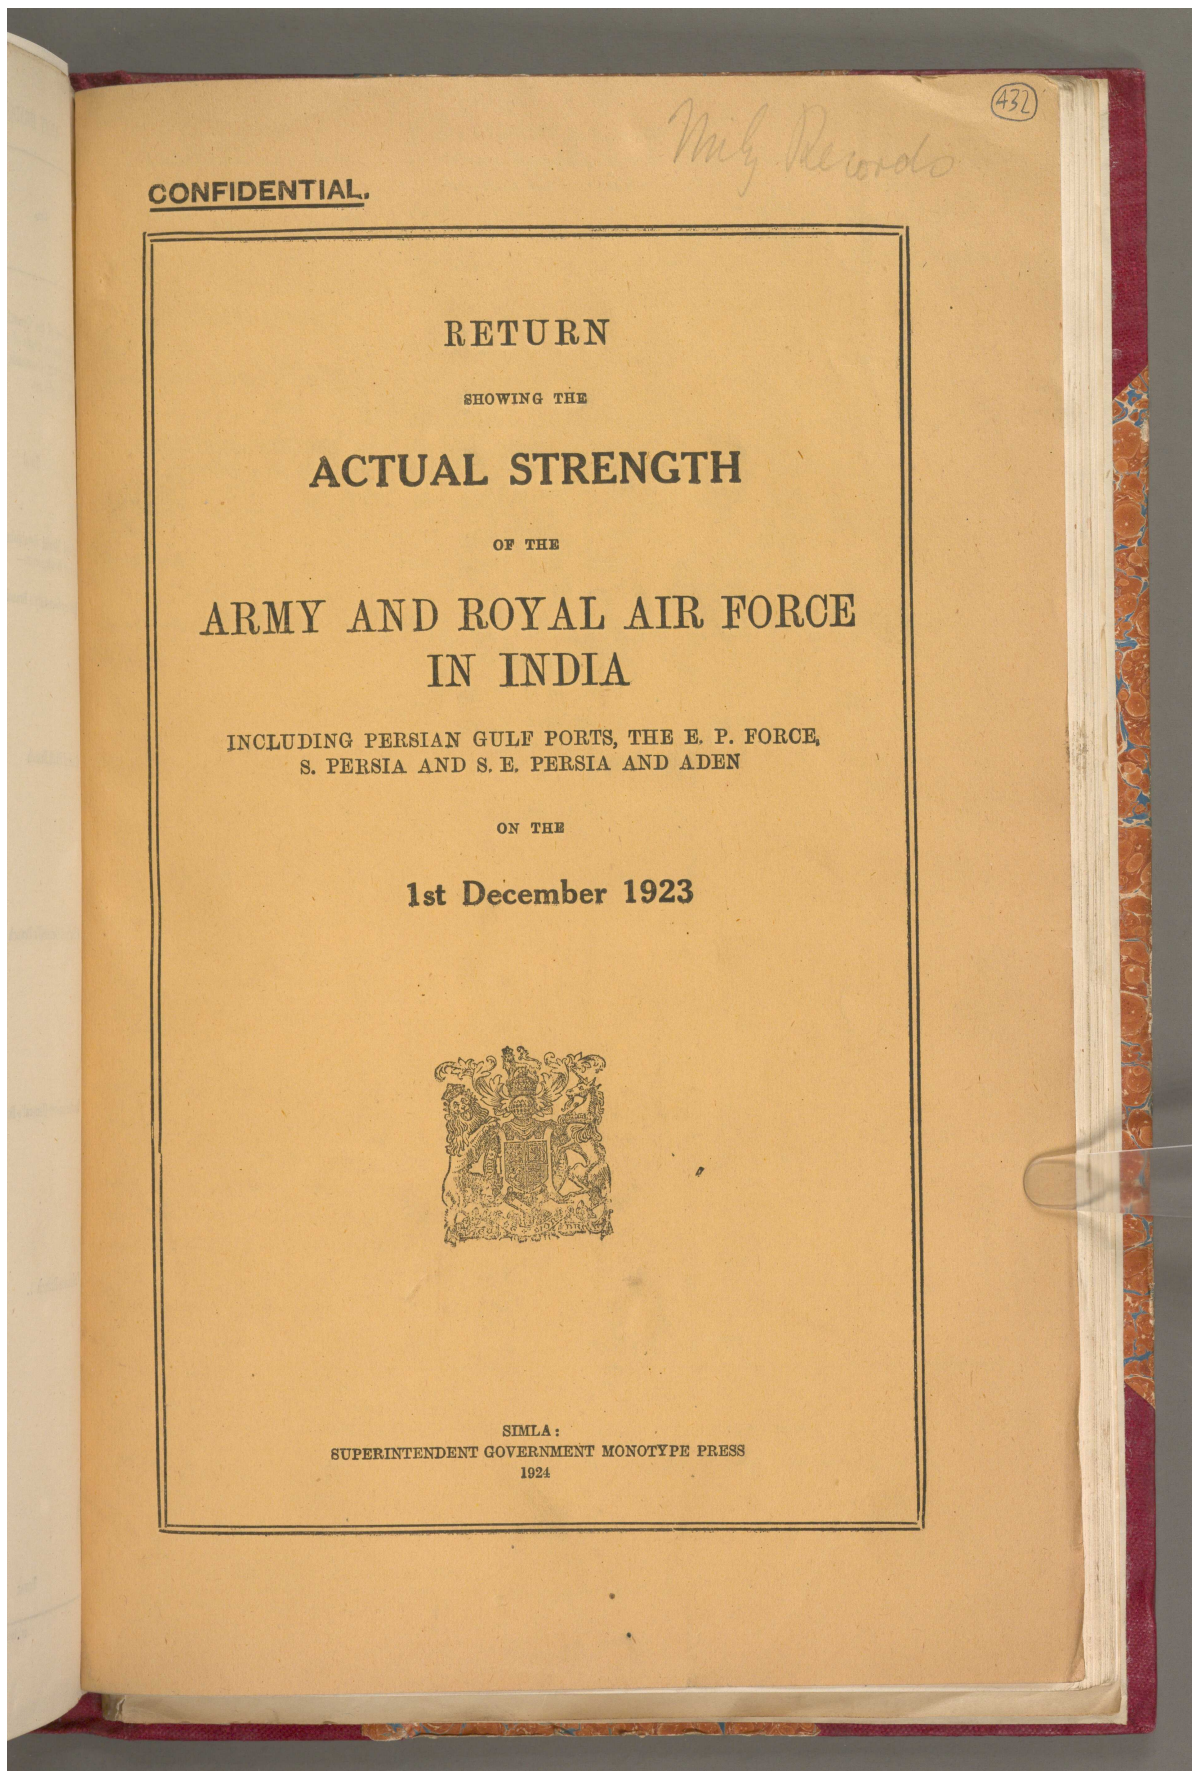 432
Mily Records
CONFIDENTIAL.
RETURN
SHOWING THE
ACTUAL STRENGTH
OF THE
ARMY AND ROYAL AIR FORCE
IN INDIA
INCLUDING PERSIAN GULF PORTS, THE E. P. FORCE,
S. PERSIA AND S. E. PERSIA AND ADEN
ON THE
1st December 1923
SIMLA:
SUPERINTENDENT GOVERNMENT MONOTYPE PRESS
1924